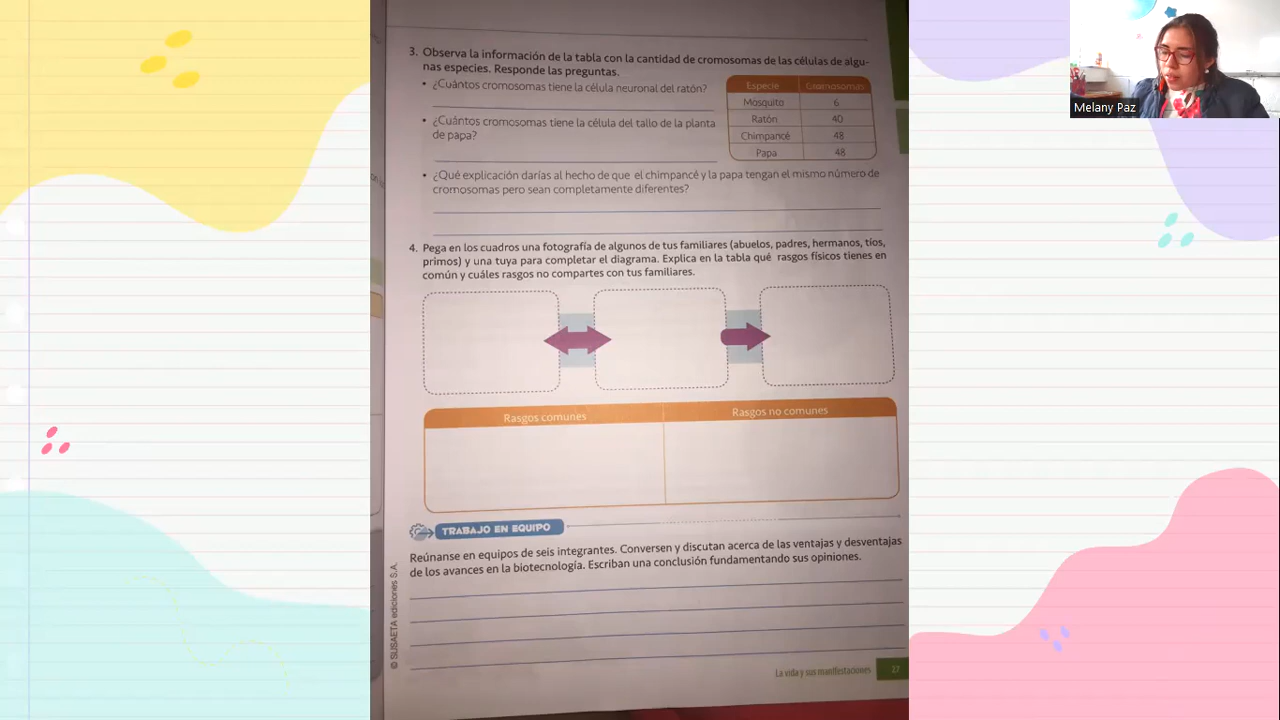 3. Observa la información de la tabla con la cantidad de cromosomas de las células de algu-
nas especies. Responde las preguntas.
• ¿Cuántos cromosomas tiene la célula neuronal del ratón?
• ¿Cuántos cromosomas tiene la célula del tallo de la planta
de papa?
Especie Cromosomas
Mosquito 6
Ratón 40
Chimpancé 48
Papa 48
• ¿Qué explicación darías al hecho de que el chimpancé y la papa tengan el mismo número de
cromosomas pero sean completamente diferentes?
4. Pega en los cuadros una fotografía de algunos de tus familiares (abuelos, padres, hermanos, tíos,
primos) y una tuya para completar el diagrama. Explica en la tabla qué rasgos físicos tienes en
común y cuáles rasgos no compartes con tus familiares.
Rasgos comunes Rasgos no comunes
TRABAJO EN EQUIPO
Reúnanse en equipos de seis integrantes. Conversen y discutan acerca de las ventajas y desventajas
de los avances en la biotecnología. Escriban una conclusión fundamentando sus opiniones.
© SUSAETA ediciones S.A.
La vida y sus manifestaciones 27
Melany Paz